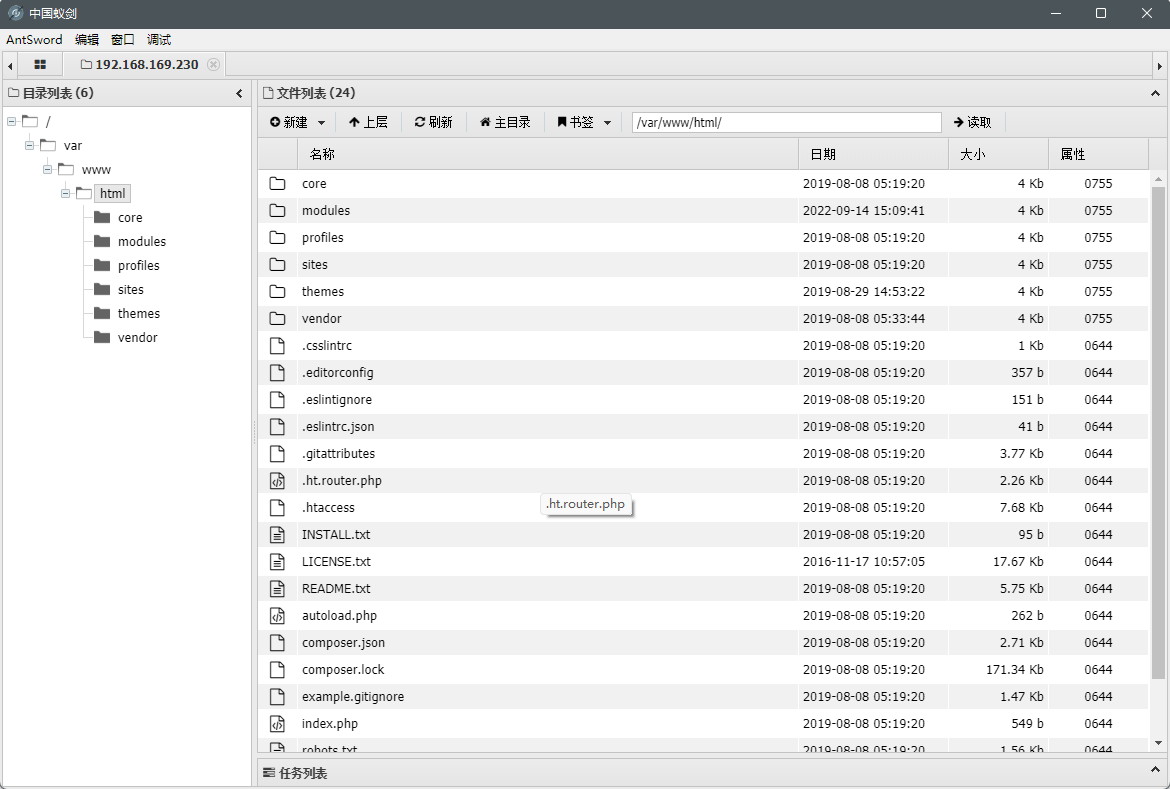 中国蚁剑
AntSword 编辑 窗口 调试
192.168.169.230
目录列表 (6)
/
var
www
html
core
modules
profiles
sites
themes
vendor
文件列表 (24)
新建 上层 刷新 主目录 书签 /var/www/html/ 读取
名称 日期 大小 属性
core 2019-08-08 05:19:20 4 Kb 0755
modules 2022-09-14 15:09:41 4 Kb 0755
profiles 2019-08-08 05:19:20 4 Kb 0755
sites 2019-08-08 05:19:20 4 Kb 0755
themes 2019-08-29 14:53:22 4 Kb 0755
vendor 2019-08-08 05:33:44 4 Kb 0755
.csslintrc 2019-08-08 05:19:20 1 Kb 0644
.editorconfig 2019-08-08 05:19:20 357 b 0644
.eslintignore 2019-08-08 05:19:20 151 b 0644
.eslintrc.json 2019-08-08 05:19:20 41 b 0644
.gitattributes 2019-08-08 05:19:20 3.77 Kb 0644
.ht.router.php 2019-08-08 05:19:20 2.26 Kb 0644
.ht.router.php
.htaccess 2019-08-08 05:19:20 7.68 Kb 0644
INSTALL.txt 2019-08-08 05:19:20 95 b 0644
LICENSE.txt 2016-11-17 10:57:05 17.67 Kb 0644
README.txt 2019-08-08 05:19:20 5.75 Kb 0644
autoload.php 2019-08-08 05:19:20 262 b 0644
composer.json 2019-08-08 05:19:20 2.71 Kb 0644
composer.lock 2019-08-08 05:19:20 171.34 Kb 0644
example.gitignore 2019-08-08 05:19:20 1.47 Kb 0644
index.php 2019-08-08 05:19:20 549 b 0644
robots.txt 2019-08-08 05:19:20 1.56 Kb 0644
任务列表